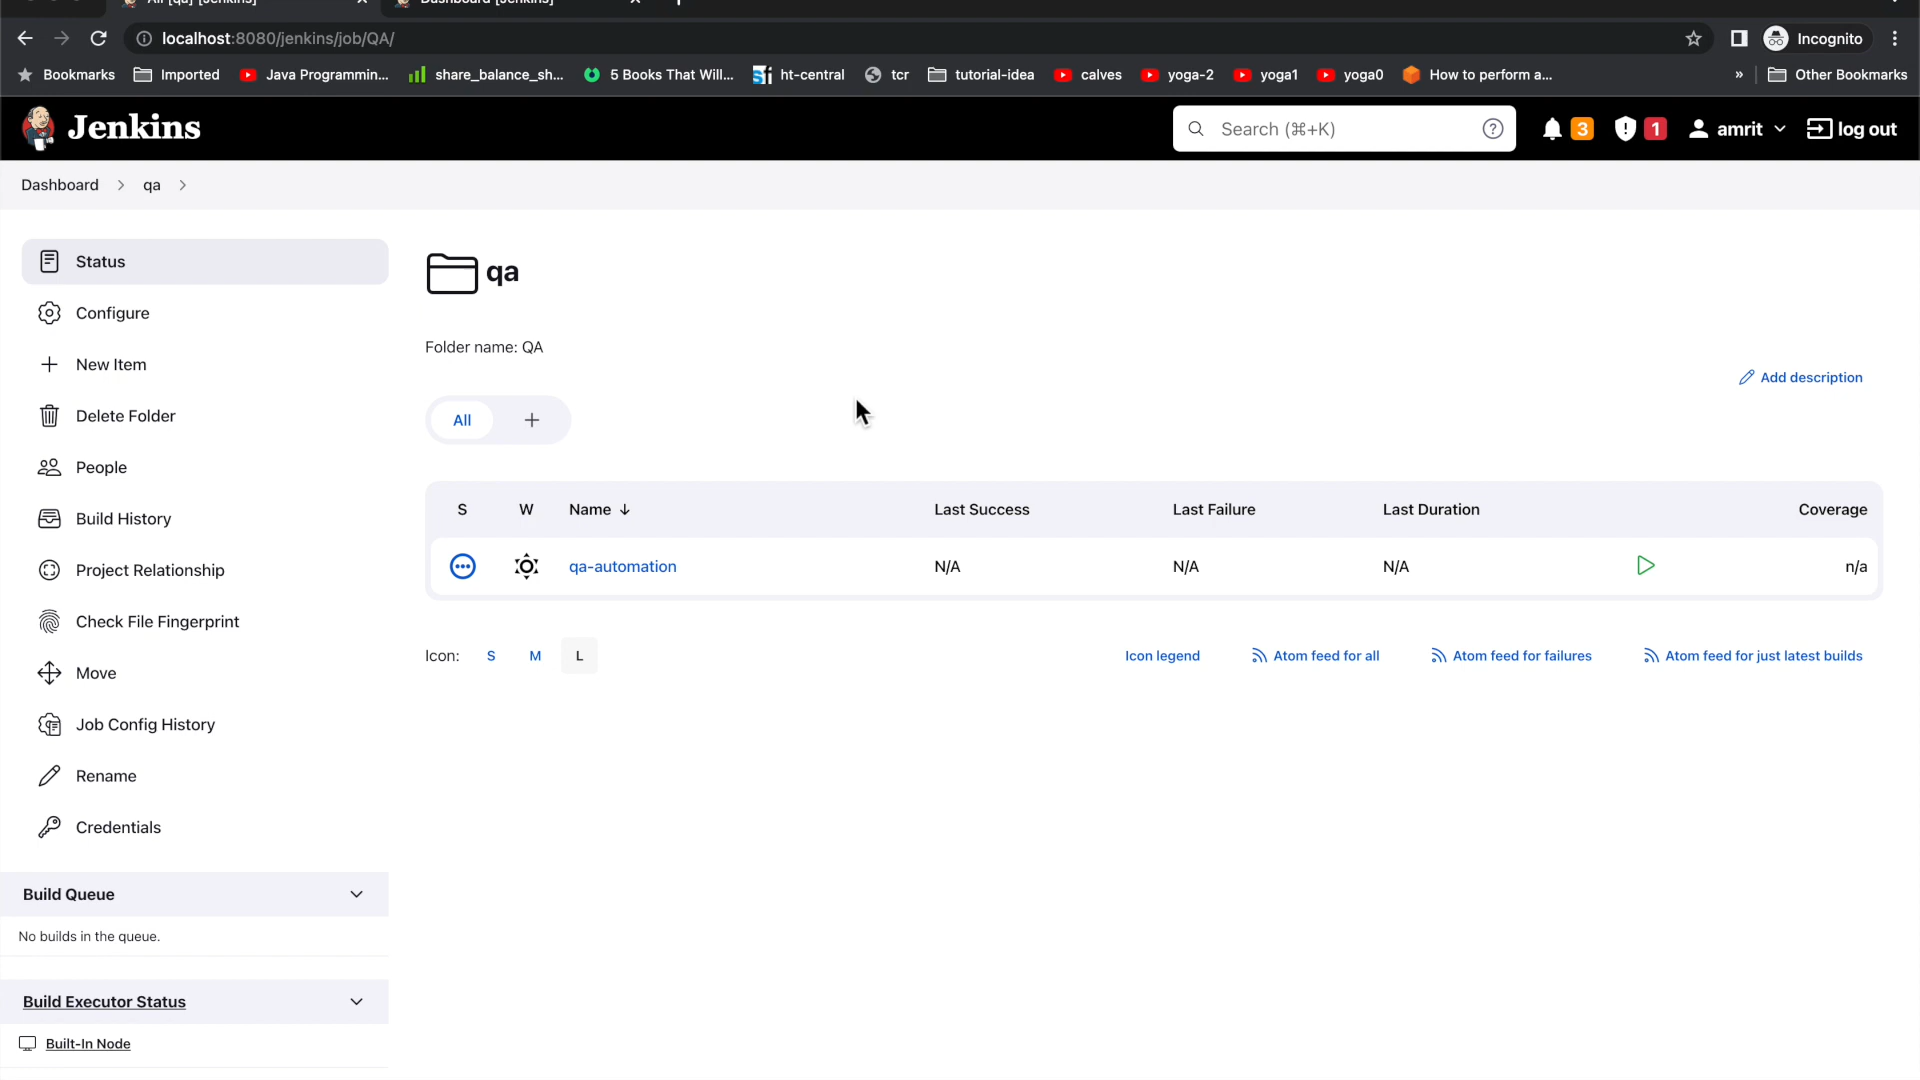 All [qa] [Jenkins]
Dashboard [Jenkins]
localhost:8080/jenkins/job/QA/
Incognito
Bookmarks
Imported
Java Programmin...
share_balance_sh...
5 Books That Will...
ht-central
tcr
tutorial-idea
calves
yoga-2
yoga1
yoga0
How to perform a...
»
Other Bookmarks
Jenkins
Search (⌘+K)
3
1
amrit
log out
Dashboard
qa
Status
Configure
New Item
Delete Folder
People
Build History
Project Relationship
Check File Fingerprint
Move
Job Config History
Rename
Credentials
Build Queue
No builds in the queue.
Build Executor Status
Built-In Node
qa
Folder name: QA
Add description
All +
S W Name ↓ Last Success Last Failure Last Duration Coverage
qa-automation N/A N/A N/A n/a
Icon: S M L
Icon legend
Atom feed for all
Atom feed for failures
Atom feed for just latest builds